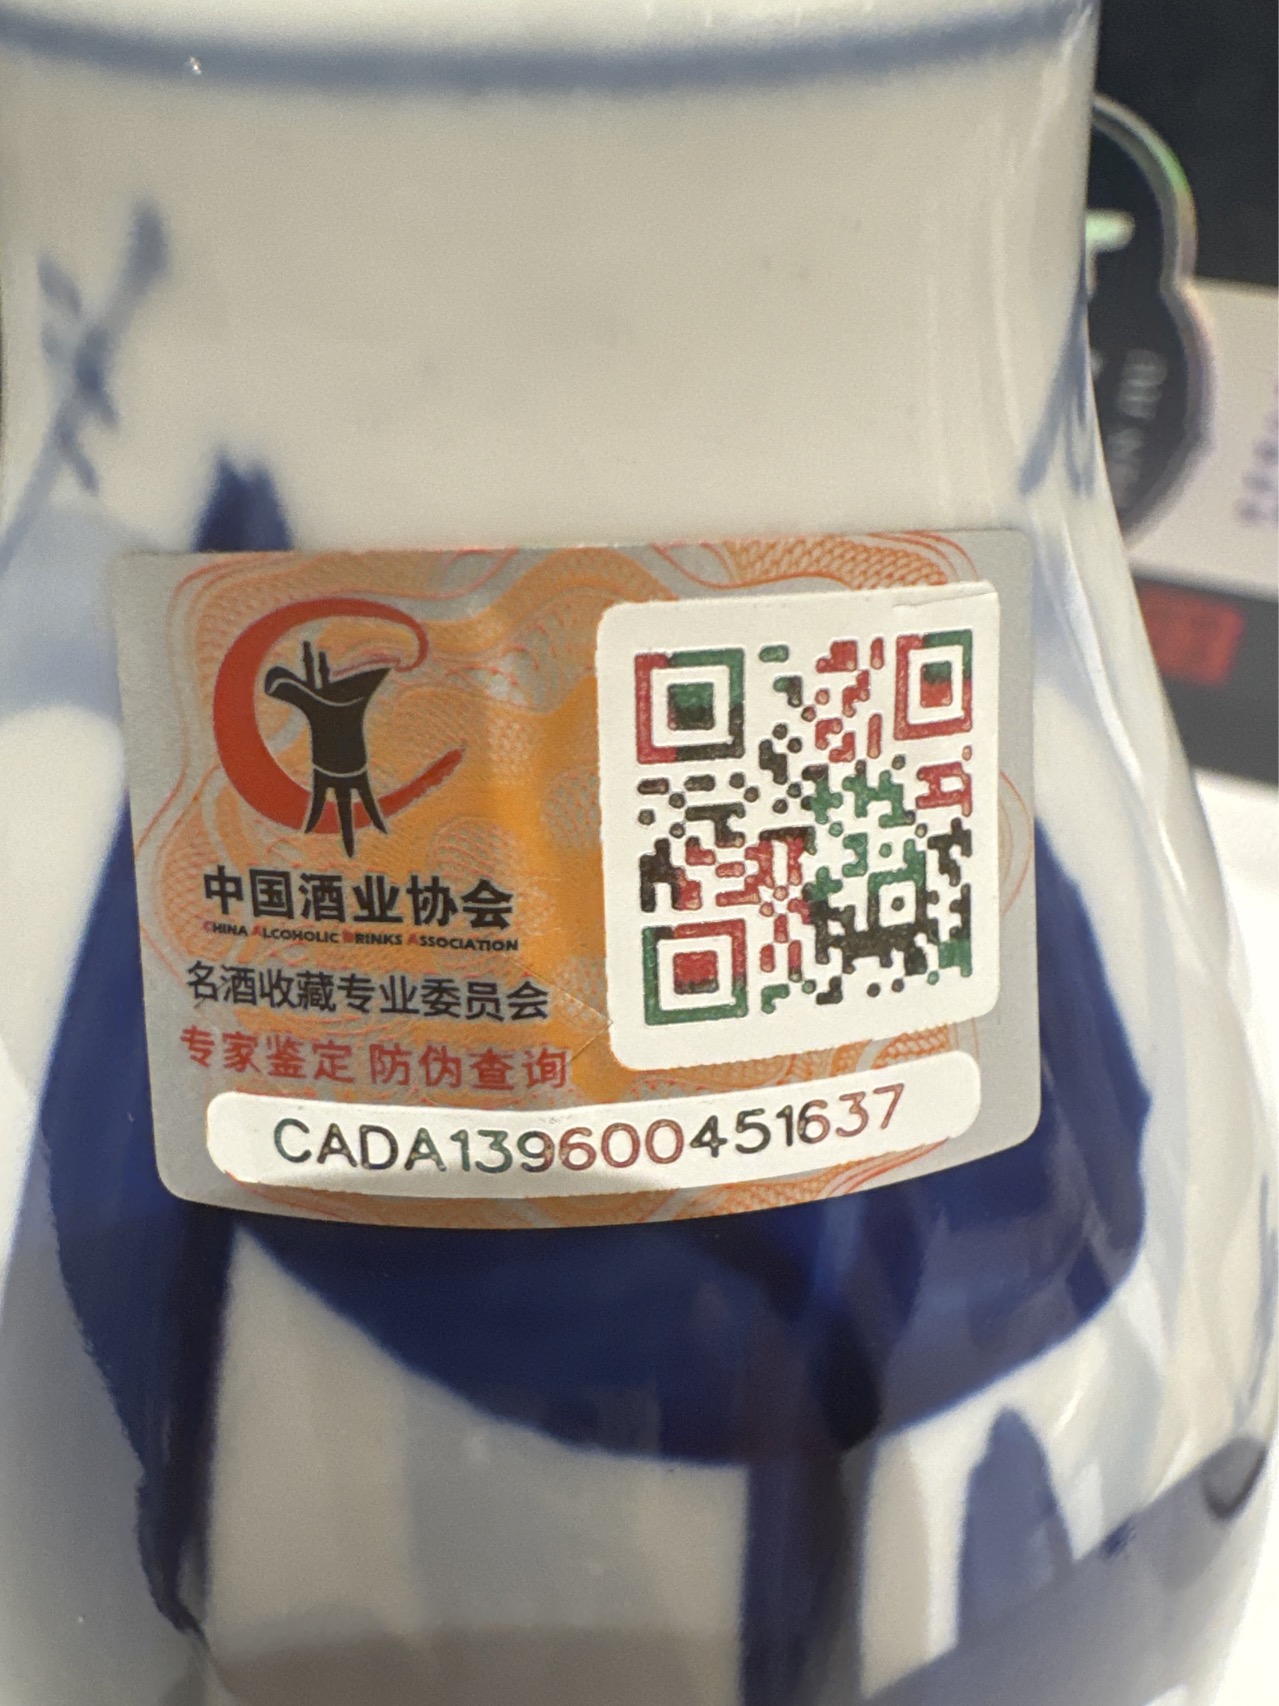 中国酒业协会
CHINA ALCOHOLIC DRINKS ASSOCIATION
名酒收藏专业委员会
专家鉴定 防伪查询
CADA139600451637